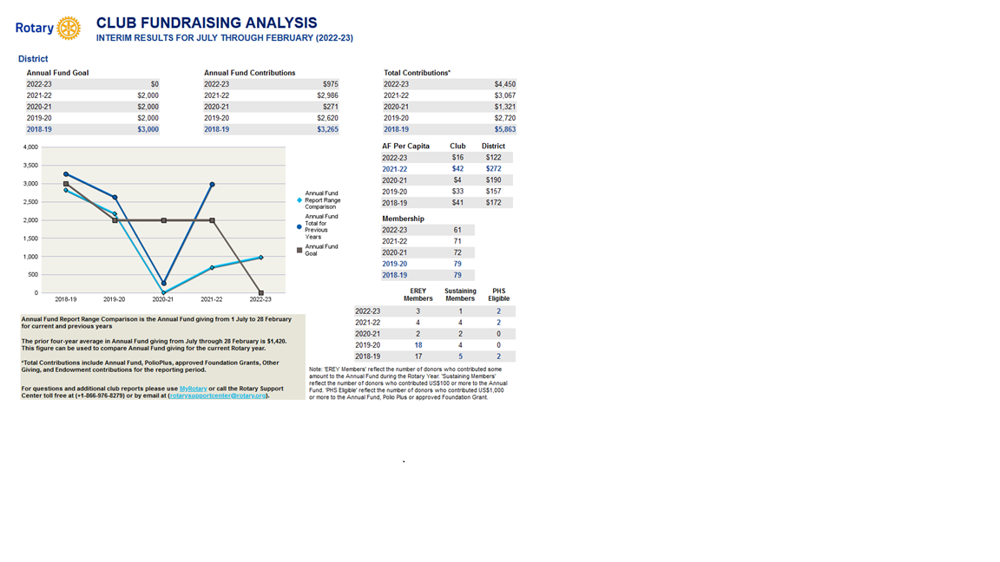 Rotary
CLUB FUNDRAISING ANALYSIS
INTERIM RESULTS FOR JULY THROUGH FEBRUARY (2022-23)
District
Annual Fund Goal
2022-23 $0
2021-22 $2,000
2020-21 $2,000
2019-20 $2,000
2018-19 $3,000
Annual Fund Contributions
2022-23 $975
2021-22 $2,986
2020-21 $271
2019-20 $2,620
2018-19 $3,265
Total Contributions*
2022-23 $4,450
2021-22 $3,067
2020-21 $1,321
2019-20 $2,720
2018-19 $5,863
4,000
3,500
3,000
2,500
2,000
1,500
1,000
500
0
2018-19 2019-20 2020-21 2021-22 2022-23
Annual Fund
Report Range
Comparison
Annual Fund
Total for
Previous
Years
Annual Fund
Goal
AF Per Capita Club District
2022-23 $16 $122
2021-22 $42 $272
2020-21 $4 $190
2019-20 $33 $157
2018-19 $41 $172
Membership
2022-23 61
2021-22 71
2020-21 72
2019-20 79
2018-19 79
EREY Sustaining PHS
Members Members Eligible
2022-23 3 1 2
2021-22 4 4 2
2020-21 2 2 0
2019-20 18 4 0
2018-19 17 5 2
Annual Fund Report Range Comparison is the Annual Fund giving from 1 July to 28 February
for current and previous years
The prior four-year average in Annual Fund giving from July through 28 February is $1,420.
This figure can be used to compare Annual Fund giving for the current Rotary year.
*Total Contributions include Annual Fund, PolioPlus, approved Foundation Grants, Other
Giving, and Endowment contributions for the reporting period.
For questions and additional club reports please use MyRotary or call the Rotary Support
Center toll free at (+1-866-976-8279) or by email at (rotarysupportcenter@rotary.org).
Note: 'EREY Members' reflect the number of donors who contributed some
amount to the Annual Fund during the Rotary Year. 'Sustaining Members'
reflect the number of donors who contributed US$100 or more to the Annual
Fund. 'PHS Eligible' reflect the number of donors who contributed US$1,000
or more to the Annual Fund, Polio Plus or approved Foundation Grant.
.